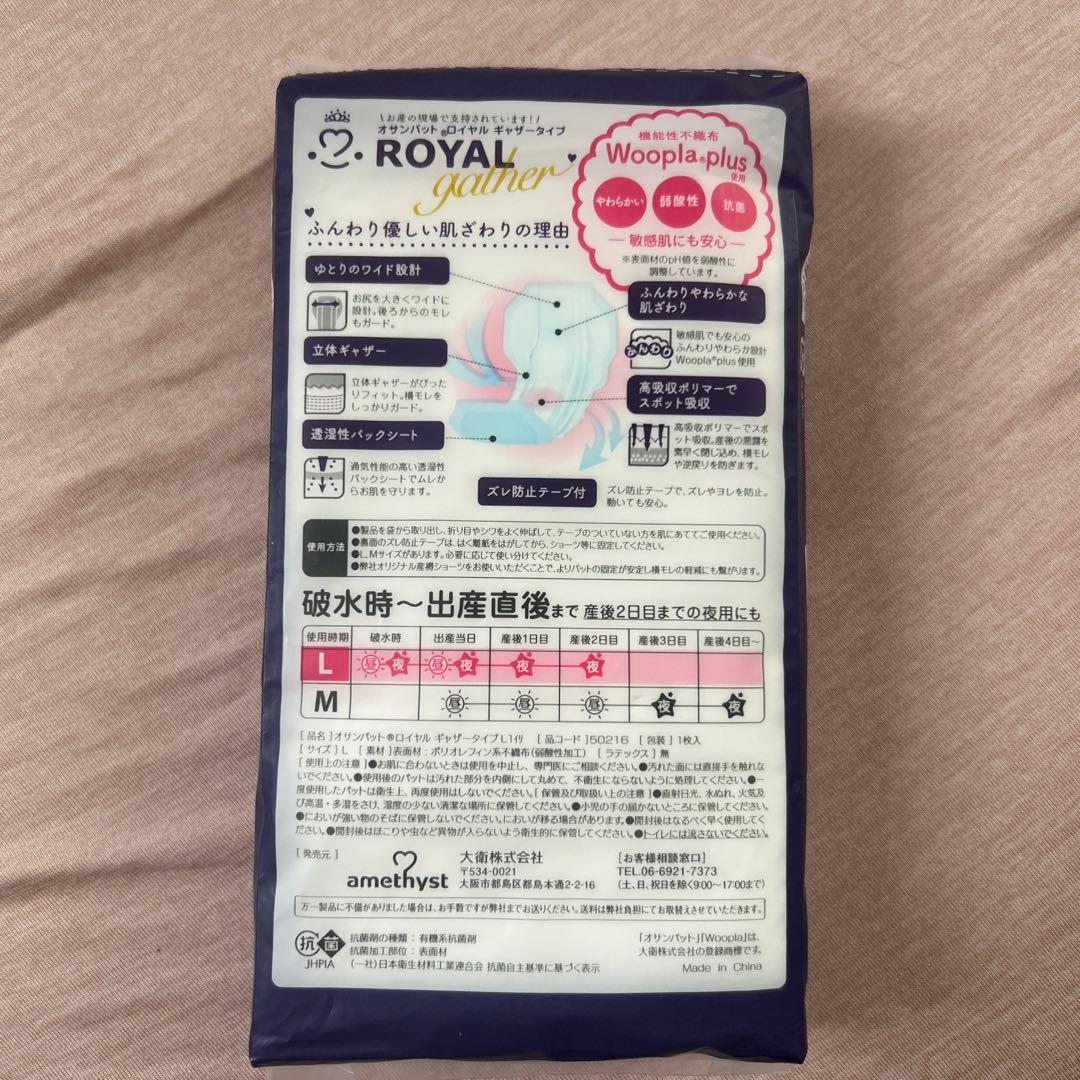 \お産の現場で支持されています!/
オサンパット®ロイヤル ギャザータイプ
ROYAL
gather
機能性不織布
Woopla®plus
使用
やわらかい
弱酸性
抗菌
敏感肌にも安心
※表面材のpH値を弱酸性に
調整しています。
ふんわり優しい肌ざわりの理由
ゆとりのワイド設計
お尻を大きくワイドに
設計。後ろからのモレ
もガード。
立体ギャザー
立体ギャザーがぴった
りフィット。横モレを
しっかりガード。
透湿性バックシート
通気性能の高い透湿性
バックシートでムレか
らお肌を守ります。
ふんわりやわらかな
肌ざわり
ふんわり
敏感肌でも安心の
ふんわりやわらか設計
Woopla®plus使用
高吸収ポリマーで
スポット吸収
高吸収ポリマーでスポ
ット吸収。産後の悪露を
素早く閉じ込め、横モレ
や逆戻りを防ぎます。
ズレ防止テープ付
ズレ防止テープで、ズレやヨレを防止。
動いても安心。
使用方法
●製品を袋から取り出し、折り目やシワをよく伸ばして、テープのついていない方を肌にあててご使用ください。
●裏面のズレ防止テープは、はく離紙をはがしてから、ショーツ等に固定してください。
●L、Mサイズがあります。必要に応じて使い分けてください。
●弊社オリジナル産褥ショーツをお使いいただくことで、よりパットの固定が安定し横モレの軽減にも繋がります。
破水時～出産直後まで 産後2日目までの夜用にも
使用時期 破水時 出産当日 産後1日目 産後2日目 産後3日目 産後4日目～
L 昼 夜 昼 夜 夜 夜
M 昼 昼 昼 夜 夜
[品名]オサンパット®ロイヤル ギャザータイプ L1イリ [品コード]50216 [包装]1枚入
[サイズ]L [素材]表面材:ポリオレフィン系不織布(弱酸性加工) [ラテックス]無
[使用上の注意]●お肌に合わないときは使用を中止し、専門医にご相談ください。●汚れた面には直接手を触れな
いでください。●使用後のパットは汚れた部分を内側にして丸めて、不衛生にならないように処理してください。●一
度使用したパットは衛生上、再度使用はしないでください。[保管及び取扱い上の注意]●直射日光、水ぬれ、火気及
び高温・多湿をさけ、湿度の少ない清潔な場所に保管してください。●小児の手の届かないところに保管してください。
●においが強い物のそばに保管しないでください。においが移る場合があります。●開封後はなるべく早く使用してく
ださい。●開封後はほこりや虫など異物が入らないよう衛生的に保管してください。●トイレには流さないでください。
[発売元]
amethyst
大衛株式会社
〒534-0021
大阪市都島区都島本通2-2-16
[お客様相談窓口]
TEL.06-6921-7373
(土、日、祝日を除く9:00～17:00まで)
万一製品に不備がありました場合は、お手数ですが弊社までお送りください。送料は弊社負担にてお取替えさせていただきます。
抗菌
JHPIA
抗菌剤の種類:有機系抗菌剤
抗菌加工部位:表面材
(一社)日本衛生材料工業連合会 抗菌自主基準に基づく表示
「オサンパット」「Woopla」は、
大衛株式会社の登録商標です。
Made in China